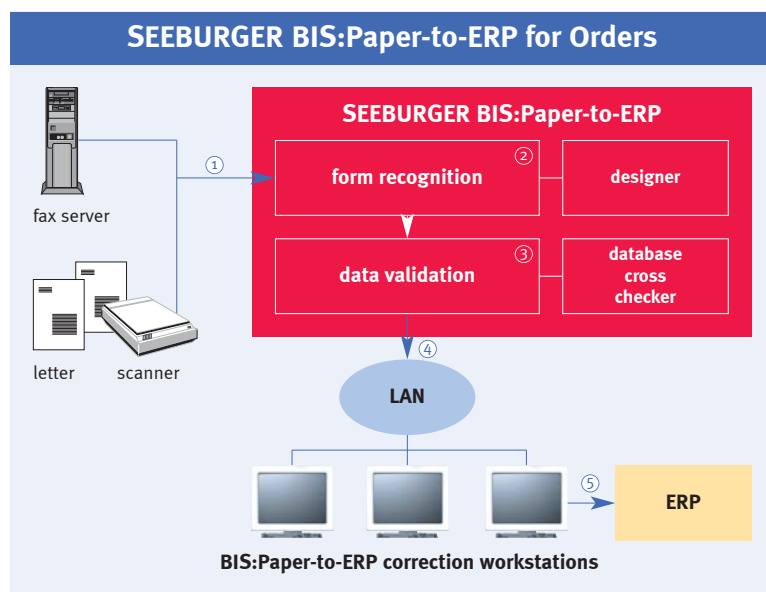 SEEBURGER BIS:Paper-to-ERP for Orders
SEEBURGER BIS:Paper-to-ERP
①
form recognition
②
designer
fax server
data validation
③
database
cross
checker
④
letter
scanner
LAN
⑤
ERP
BIS:Paper-to-ERP correction workstations